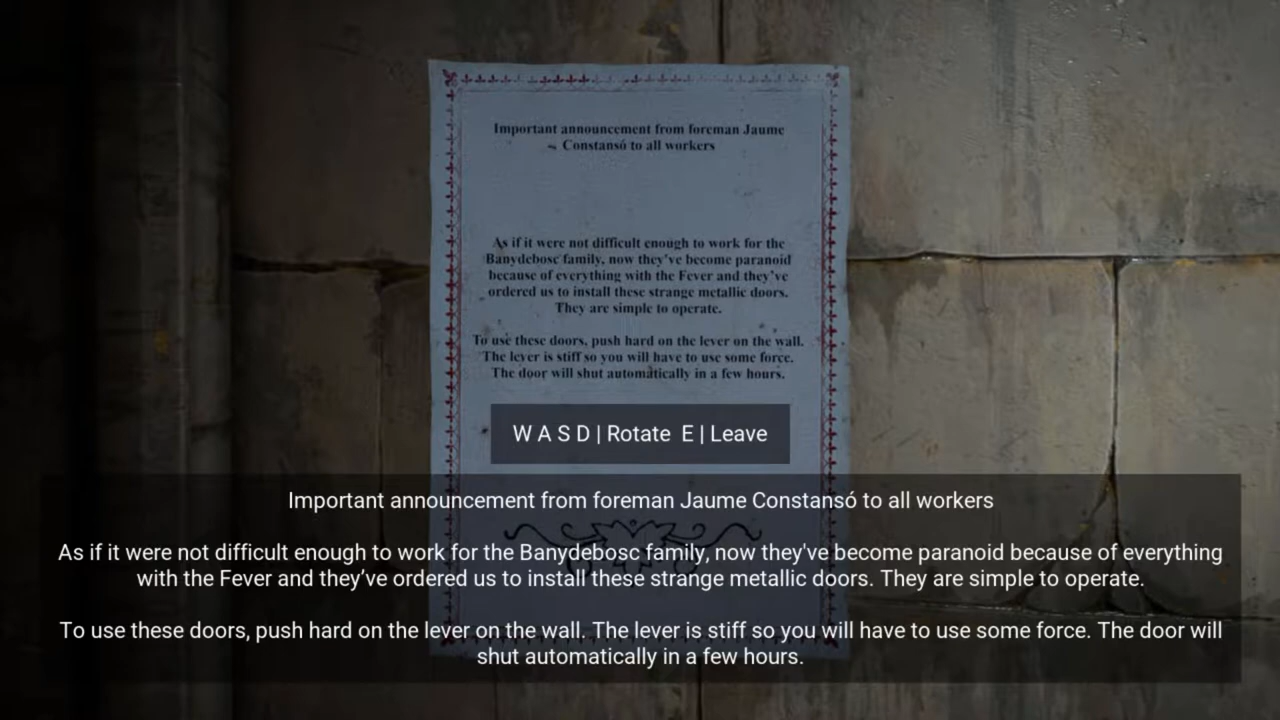 Important announcement from foreman Jaume
Constansó to all workers
As if it were not difficult enough to work for the
Banydebosc family, now they've become paranoid
because of everything with the Fever and they've
ordered us to install these strange metallic doors.
They are simple to operate.
To use these doors, push hard on the lever on the wall.
The lever is stiff so you will have to use some force.
The door will shut automatically in a few hours.
W A S D | Rotate E | Leave
Important announcement from foreman Jaume Constansó to all workers
As if it were not difficult enough to work for the Banydebosc family, now they've become paranoid because of everything
with the Fever and they’ve ordered us to install these strange metallic doors. They are simple to operate.
To use these doors, push hard on the lever on the wall. The lever is stiff so you will have to use some force. The door will
shut automatically in a few hours.